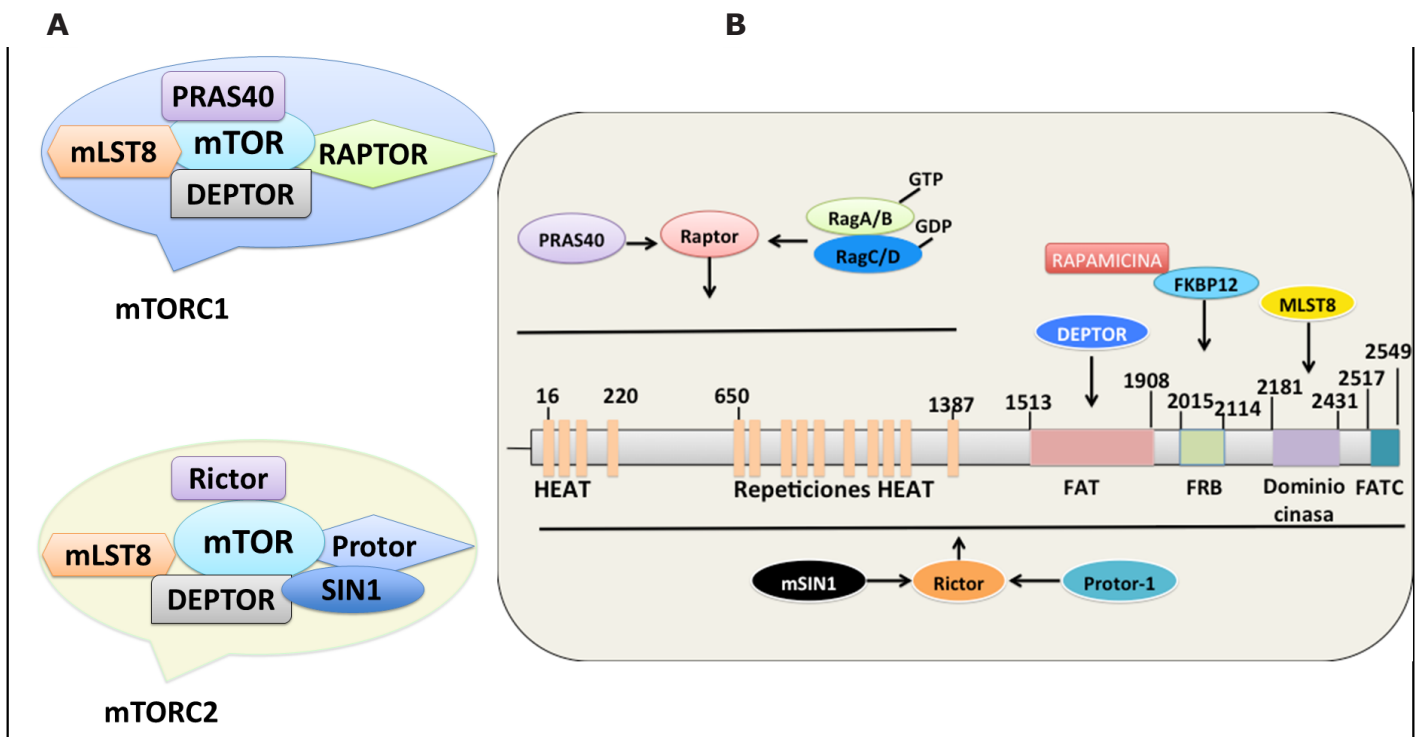 A
PRAS40
mLST8
mTOR
RAPTOR
DEPTOR
mTORC1
Rictor
mLST8
mTOR
Protor
DEPTOR
SIN1
mTORC2
B
GTP
RagA/B
GDP
PRAS40
Raptor
RagC/D
RAPAMICINA
FKBP12
MLST8
DEPTOR
16
220
650
1387
1513
1908
2015
2114
2181
2431
2517
2549
HEAT
Repeticiones HEAT
FAT
FRB
Dominio
cinasa
FATC
mSIN1
Rictor
Protor-1